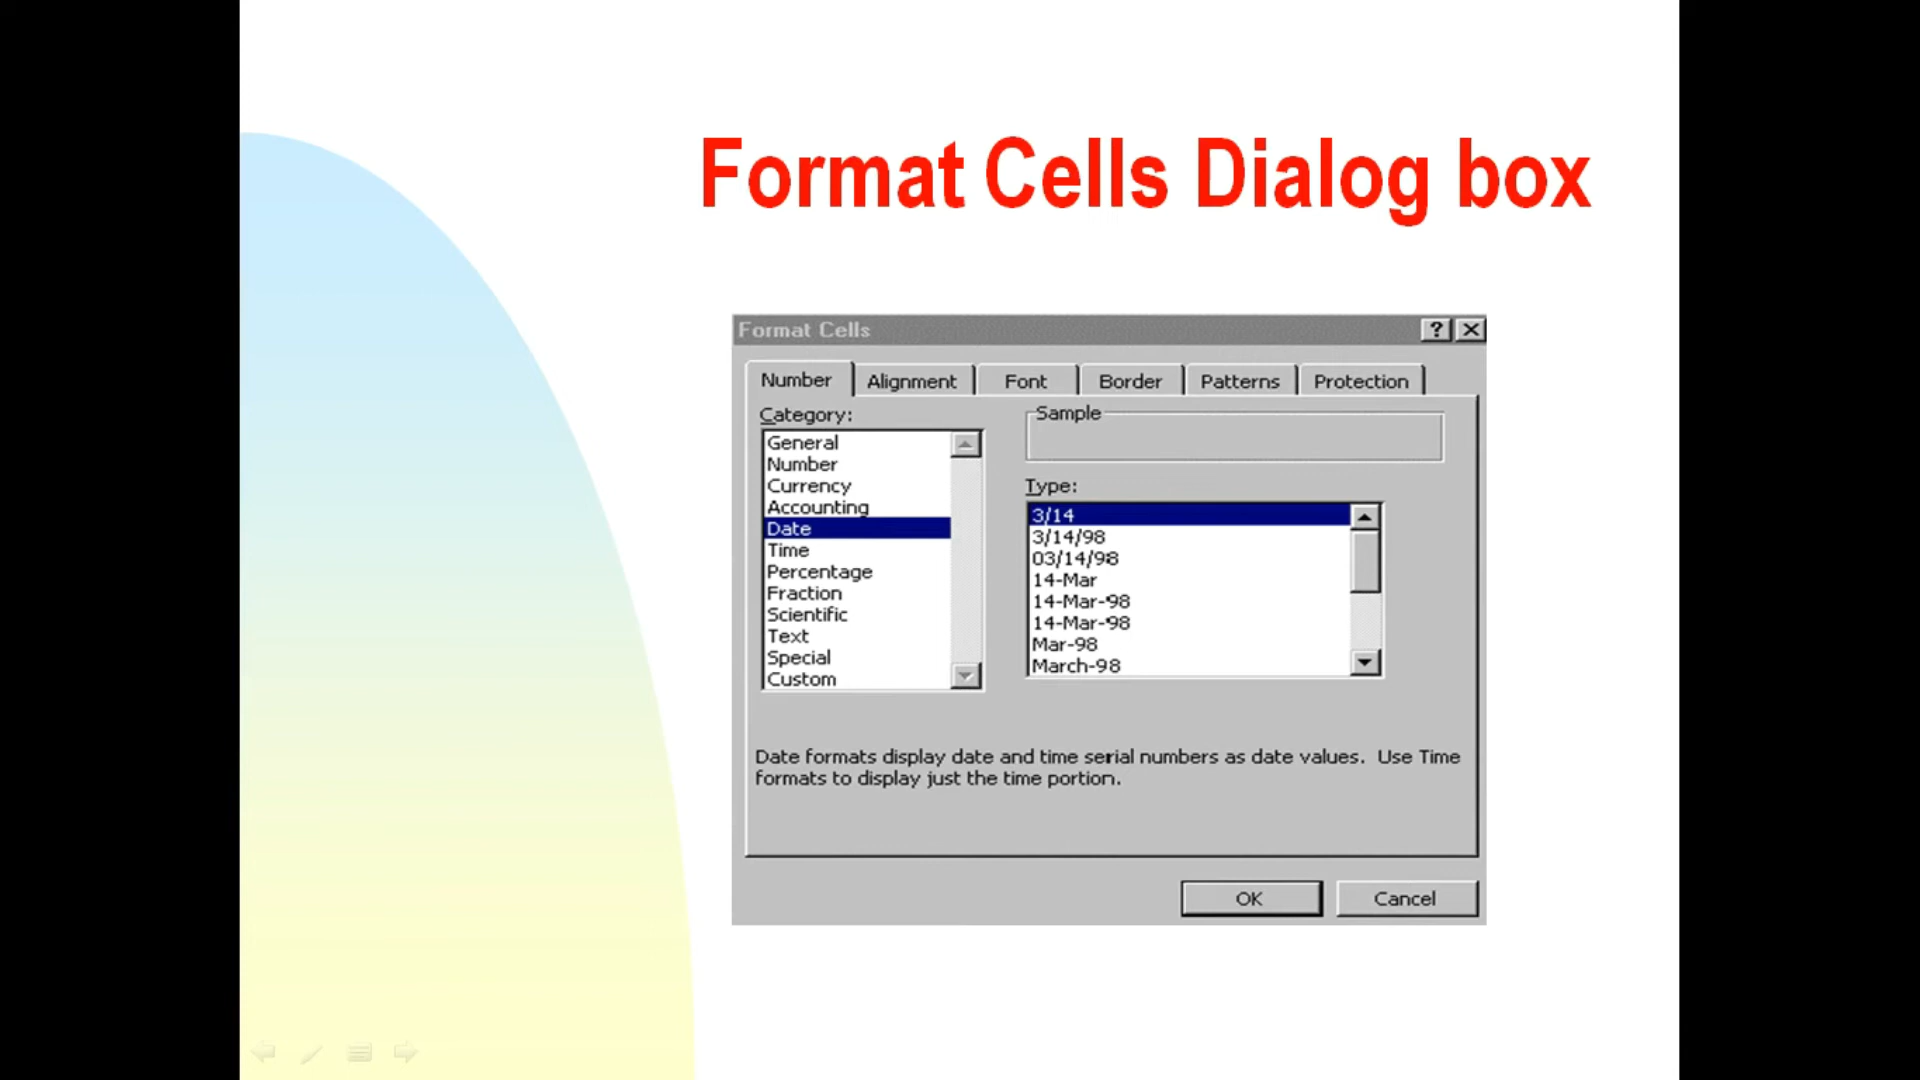 Format Cells Dialog box
Format Cells
?
Number Alignment Font Border Patterns Protection
Category:
General
Number
Currency
Accounting
Date
Time
Percentage
Fraction
Scientific
Text
Special
Custom
Sample
Type:
3/14
3/14/98
03/14/98
14-Mar
14-Mar-98
14-Mar-98
Mar-98
March-98
Date formats display date and time serial numbers as date values.  Use Time
formats to display just the time portion.
OK Cancel